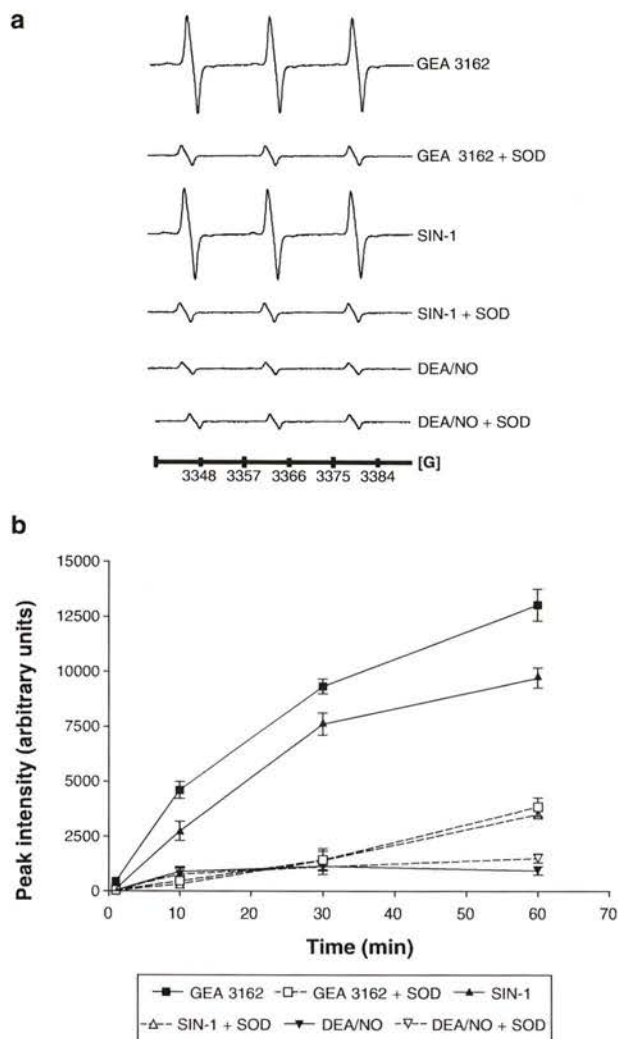 a
GEA 3162
GEA 3162 + SOD
SIN-1
SIN-1 + SOD
DEA/NO
DEA/NO + SOD
[G]
3348 3357 3366 3375 3384
b
Peak intensity (arbitrary units)
15000
12500
10000
7500
5000
2500
0
0 10 20 30 40 50 60 70
Time (min)
GEA 3162 GEA 3162 + SOD SIN-1
SIN-1 + SOD DEA/NO DEA/NO + SOD